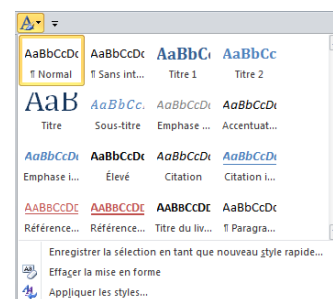 A
AaBbCcDc AaBbCcDc AaBbC AaBbCc
¶ Normal ¶ Sans int... Titre 1 Titre 2
AaB AaBbCc. AaBbCcDc AaBbCcDc
Titre Sous-titre Emphase ... Accentuat...
AaBbCcDc AaBbCcDc AaBbCcDc AaBbCcDc
Emphase i... Élevé Citation Citation i...
AABBCCDE AABBCCDE AABBCCDE AaBbCcDc
Référence... Référence... Titre du liv... ¶ Paragra...
Enregistrer la sélection en tant que nouveau style rapide...
Effacer la mise en forme
Appliquer les styles...